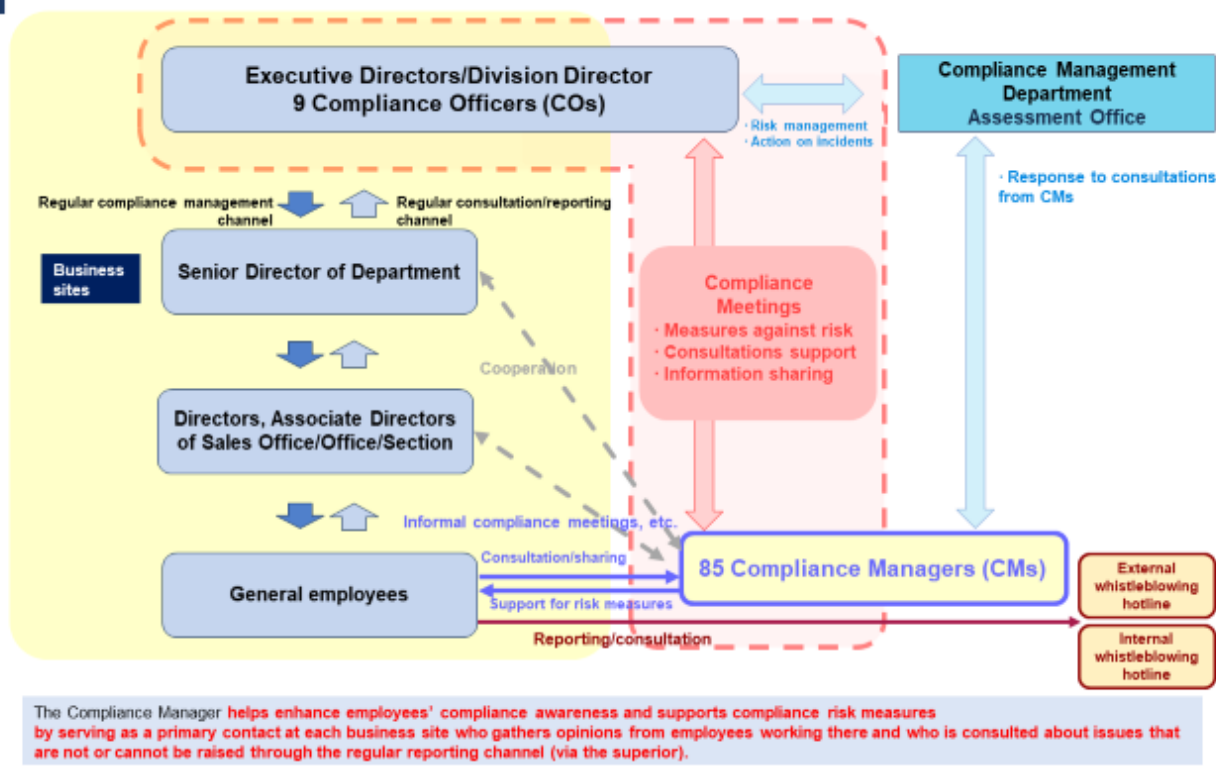 Executive Directors/Division Director
9 Compliance Officers (COs)
Compliance Management
Department
Assessment Office
· Risk management
· Action on incidents
· Response to consultations
from CMs
Regular compliance management
channel
Regular consultation/reporting
channel
Business
sites
Senior Director of Department
Compliance
Meetings
· Measures against risk
· Consultations support
· Information sharing
Cooperation
Directors, Associate Directors
of Sales Office/Office/Section
Informal compliance meetings, etc.
Consultation/sharing
85 Compliance Managers (CMs)
General employees
Support for risk measures
Reporting/consultation
External
whistleblowing
hotline
Internal
whistleblowing
hotline
The Compliance Manager helps enhance employees' compliance awareness and supports compliance risk measures
by serving as a primary contact at each business site who gathers opinions from employees working there and who is consulted about issues that
are not or cannot be raised through the regular reporting channel (via the superior).